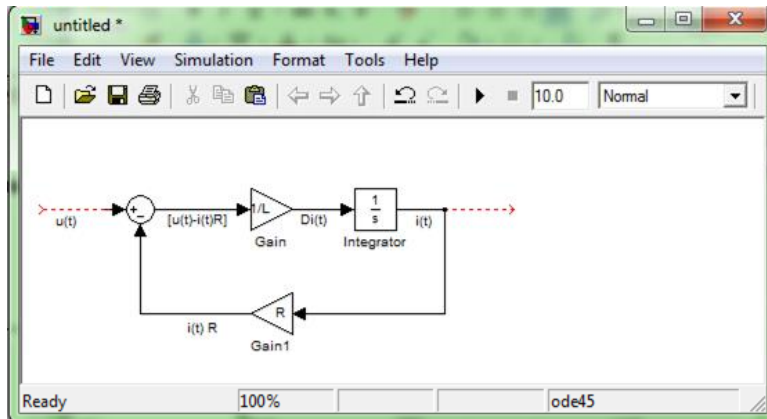 untitled *
File Edit View Simulation Format Tools Help
10.0 Normal
u(t) [u(t)-i(t)R] 1/L Di(t) 1/s i(t)
Gain Integrator
i(t) R R
Gain1
Ready 100% ode45